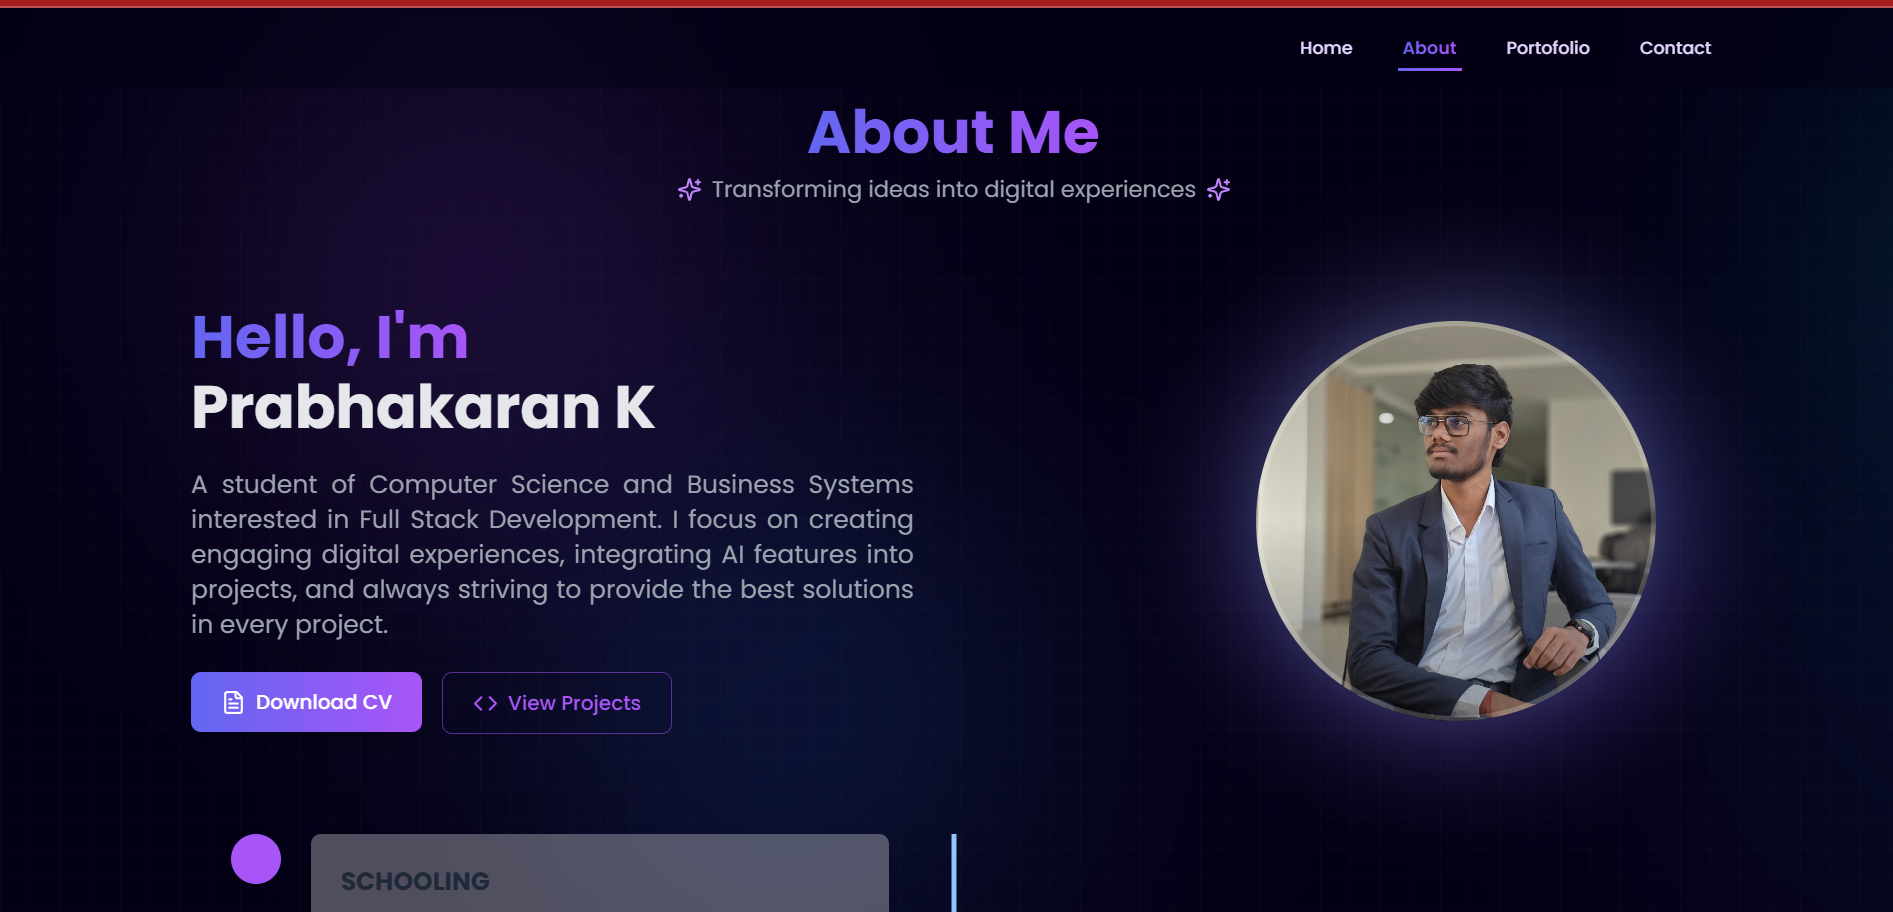 Home About Portofolio Contact
About Me
Transforming ideas into digital experiences
Hello, I'm
Prabhakaran K
A student of Computer Science and Business Systems
interested in Full Stack Development. I focus on creating
engaging digital experiences, integrating AI features into
projects, and always striving to provide the best solutions
in every project.
Download CV View Projects
SCHOOLING